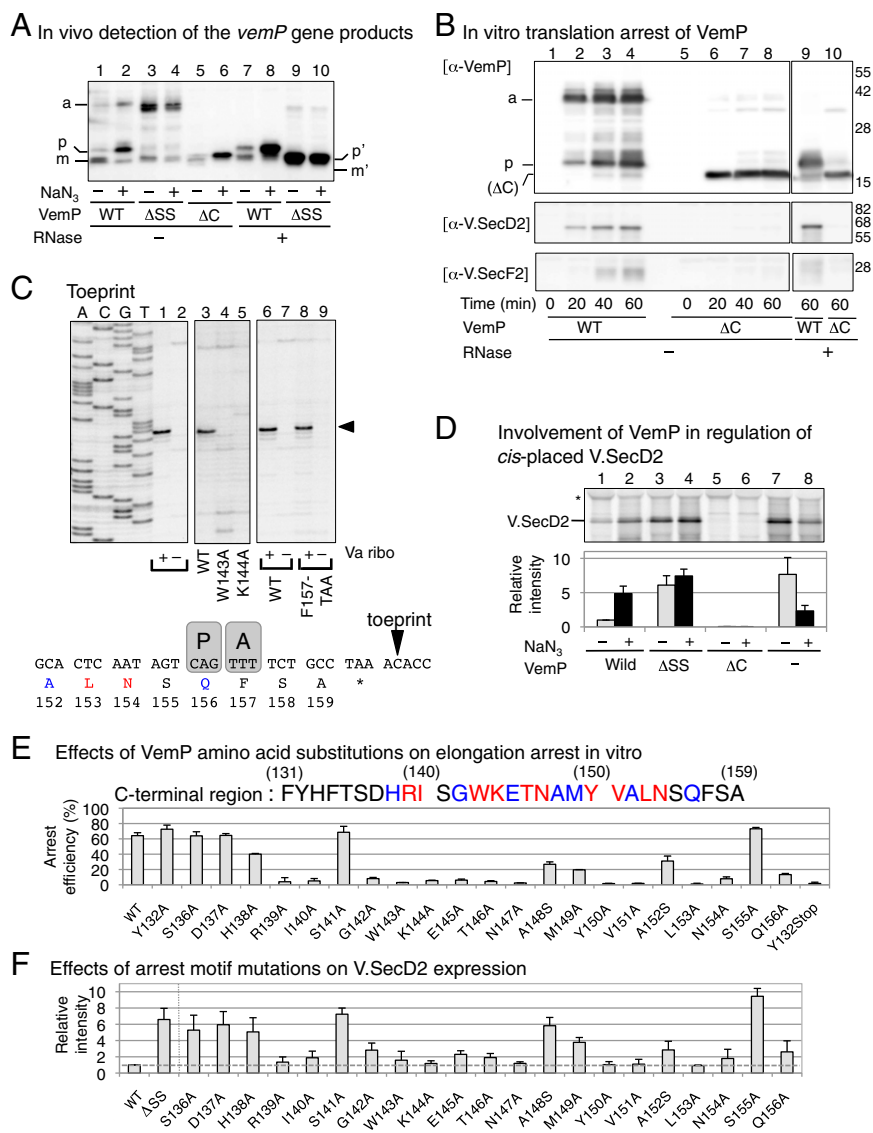 A In vivo detection of the vemP gene products
1 2 3 4 5 6 7 8 9 10
a
p
m
p'
m'
NaN3 − + − + − + − + − +
VemP WT ΔSS ΔC WT ΔSS
RNase − +
B In vitro translation arrest of VemP
1 2 3 4 5 6 7 8 9 10
[α-VemP]
a
p
(ΔC)
55
42
28
15
[α-V.SecD2]
82
68
55
[α-V.SecF2]
28
Time (min) 0 20 40 60 0 20 40 60 60 60
VemP WT ΔC WT ΔC
RNase − +
C
Toeprint
A C G T 1 2 3 4 5 6 7 8 9
+ − WT W143A K144A + − + − Va ribo
WT F157-TAA
toeprint
P A
GCA CTC AAT AGT CAG TTT TCT GCC TAA ACACC
A L N S Q F S A *
152 153 154 155 156 157 158 159
D Involvement of VemP in regulation of
cis-placed V.SecD2
1 2 3 4 5 6 7 8
*
V.SecD2
Relative intensity
10
5
0
NaN3 − + − + − + − +
VemP Wild ΔSS ΔC −
E Effects of VemP amino acid substitutions on elongation arrest in vitro
(131) (140) (150) (159)
C-terminal region : FYHFTSDHRI SGWKETNAMY VALNSQFSA
Arrest efficiency (%)
100
80
60
40
20
0
WT Y132A S136A D137A H138A R139A I140A S141A G142A W143A K144A E145A T146A N147A A148S M149A Y150A V151A A152S L153A N154A S155A Q156A Y132Stop
F Effects of arrest motif mutations on V.SecD2 expression
Relative intensity
10
8
6
4
2
0
WT ΔSS S136A D137A H138A R139A I140A S141A G142A W143A K144A E145A T146A N147A A148S M149A Y150A V151A A152S L153A N154A S155A Q156A